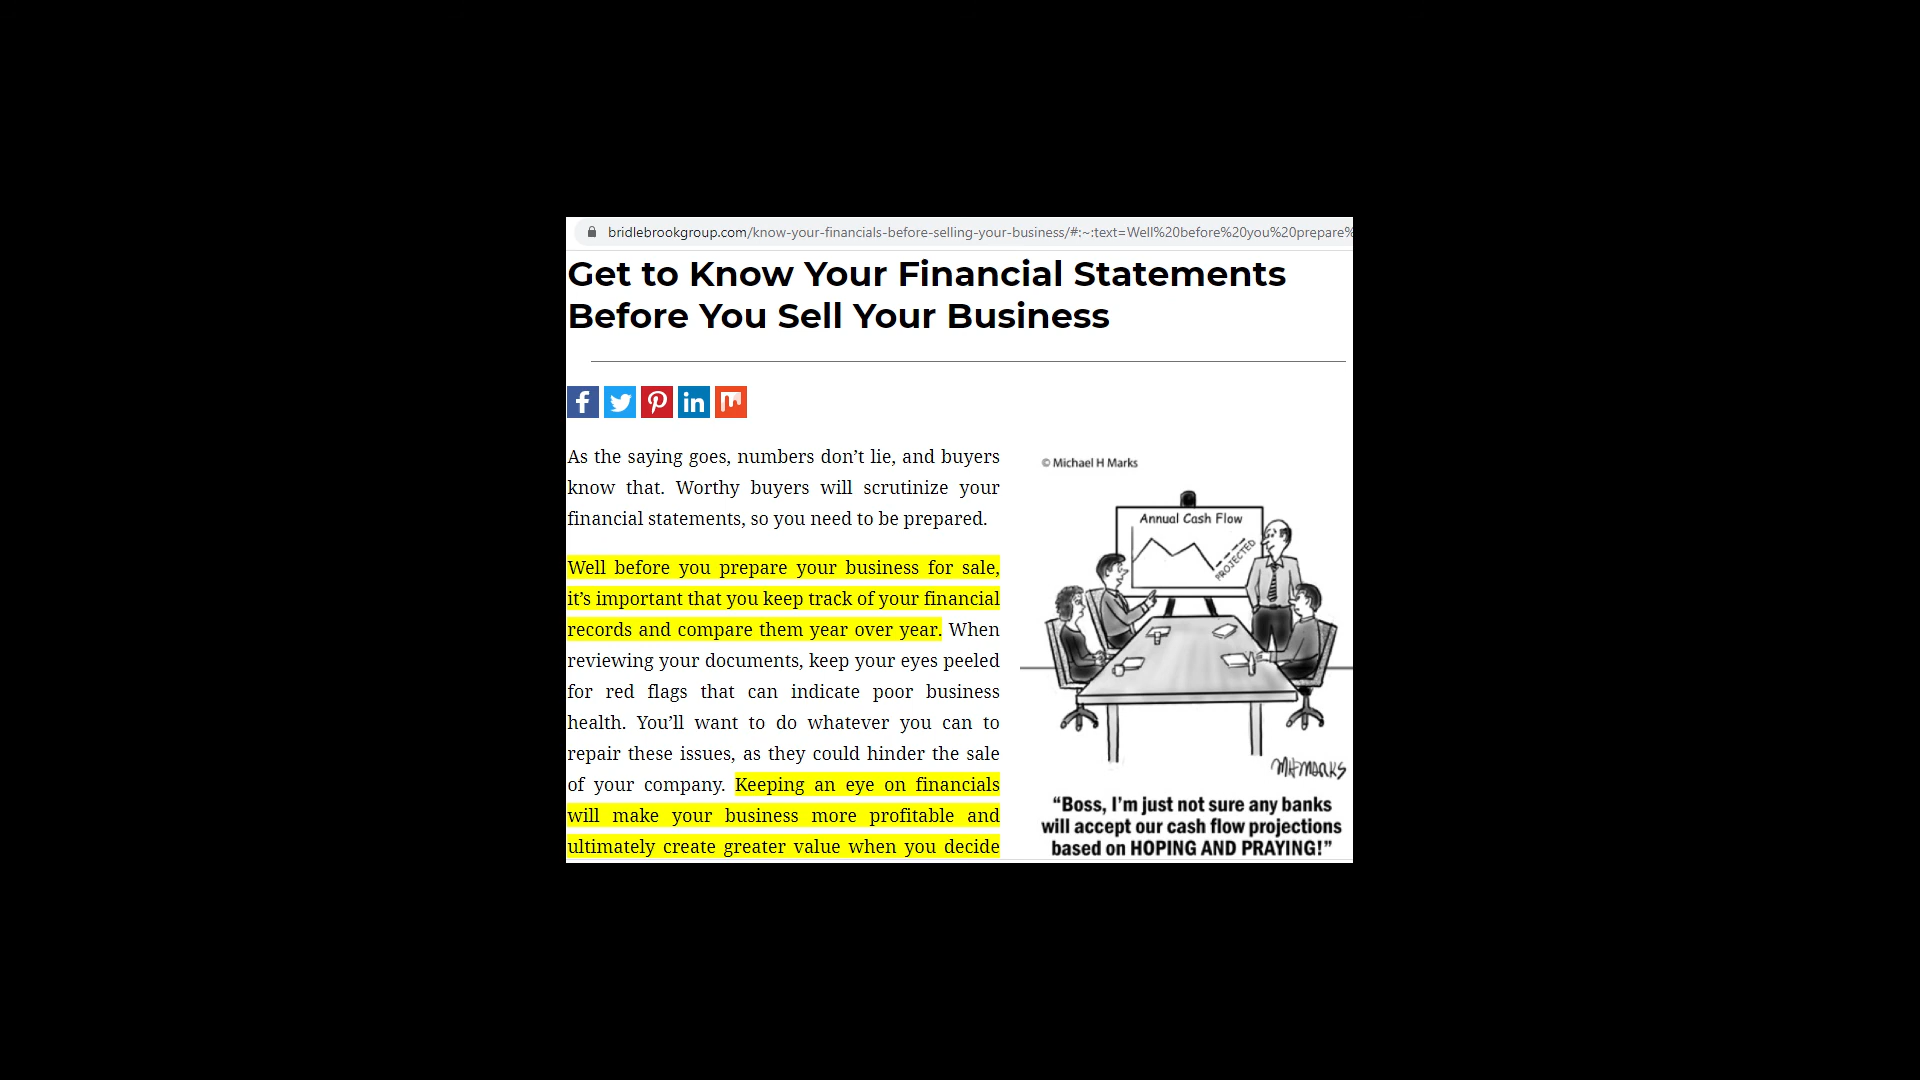 bridlebrookgroup.com/know-your-financials-before-selling-your-business/#:~:text=Well%20before%20you%20prepare%
Get to Know Your Financial Statements
Before You Sell Your Business
As the saying goes, numbers don’t lie, and buyers
know that. Worthy buyers will scrutinize your
financial statements, so you need to be prepared.
Well before you prepare your business for sale,
it’s important that you keep track of your financial
records and compare them year over year. When
reviewing your documents, keep your eyes peeled
for red flags that can indicate poor business
health. You’ll want to do whatever you can to
repair these issues, as they could hinder the sale
of your company. Keeping an eye on financials
will make your business more profitable and
ultimately create greater value when you decide
© Michael H Marks
Annual Cash Flow
PROJECTED
MHMARKS
“Boss, I’m just not sure any banks
will accept our cash flow projections
based on HOPING AND PRAYING!”